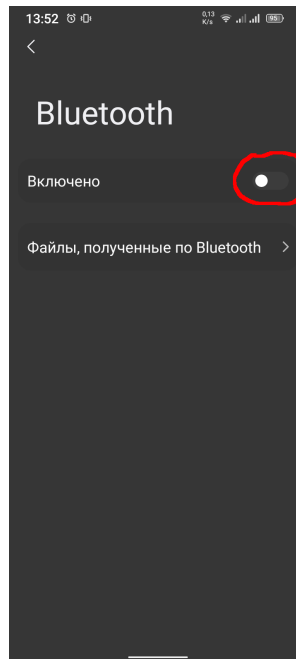 13:52 0,13 K/s 95
Bluetooth
Включено
Файлы, полученные по Bluetooth